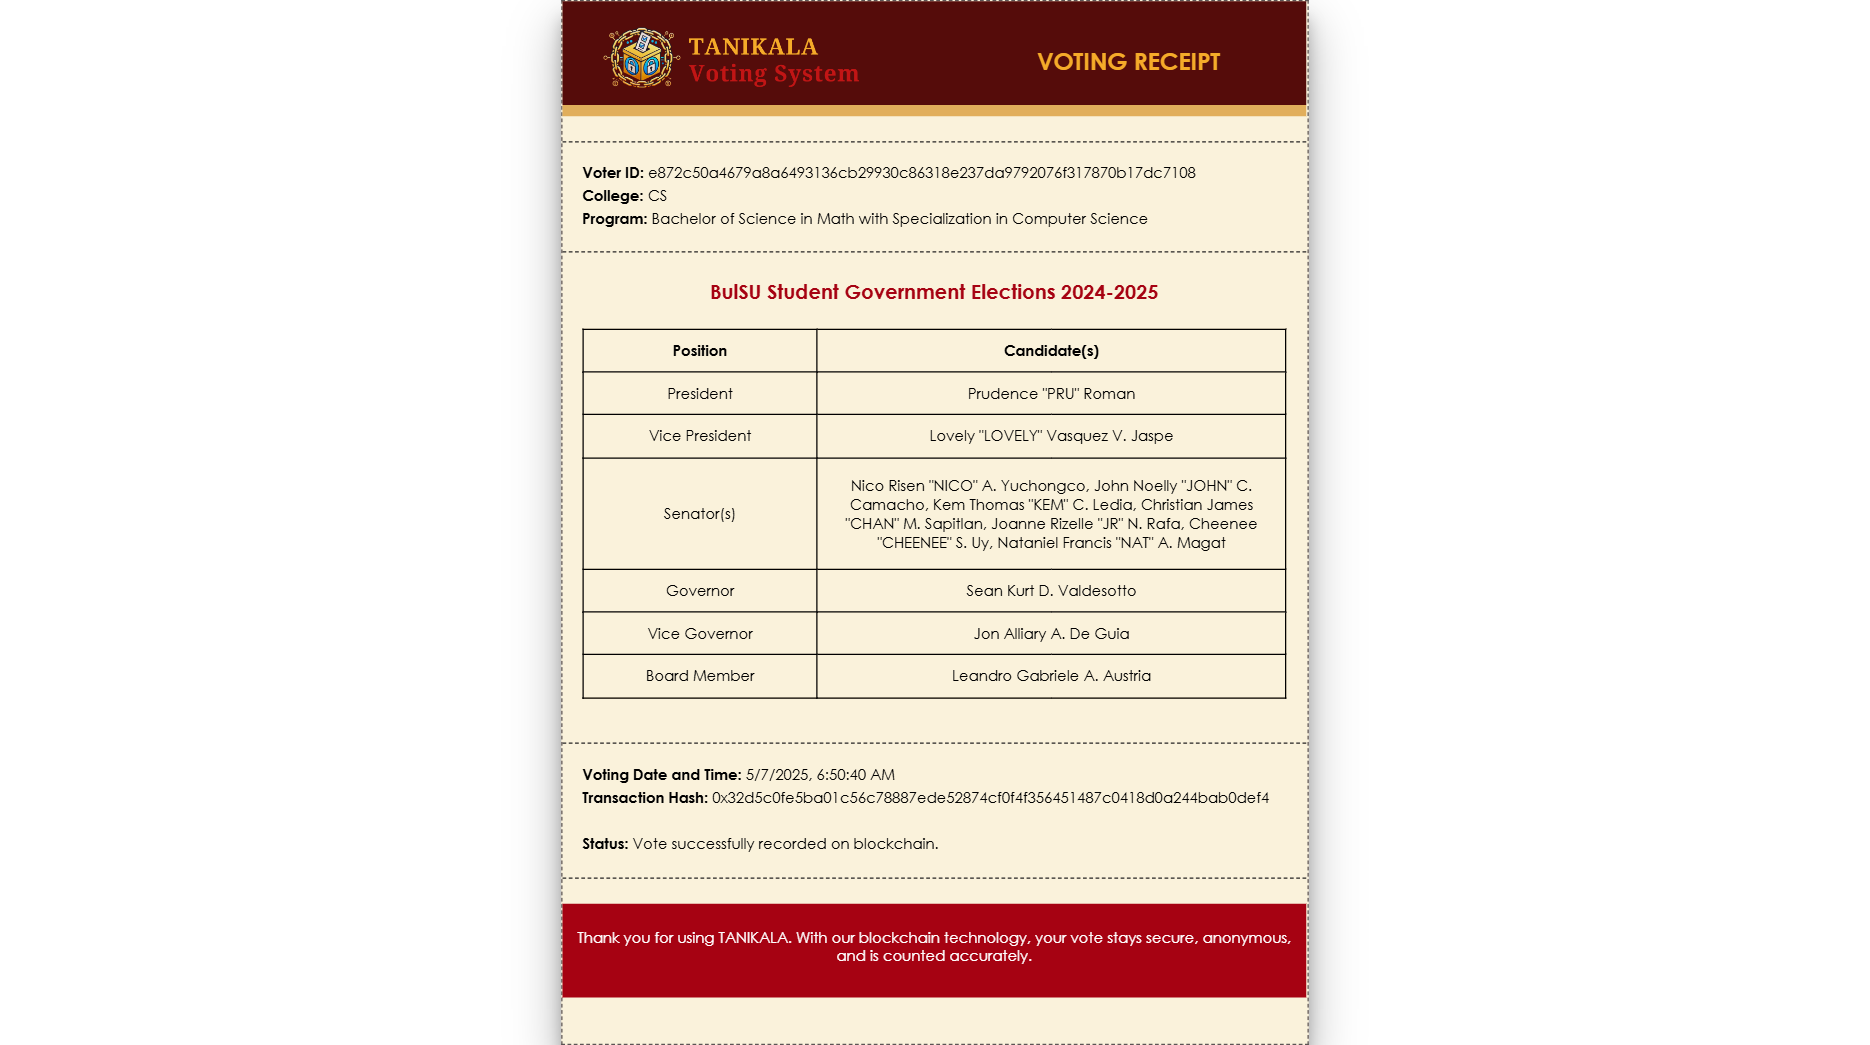 TANIKALA
Voting System
VOTING RECEIPT
Voter ID: e872c50a4679a8a6493136cb29930c86318e237da9792076f317870b17dc7108
College: CS
Program: Bachelor of Science in Math with Specialization in Computer Science
BulSU Student Government Elections 2024-2025
Position Candidate(s)
President Prudence "PRU" Roman
Vice President Lovely "LOVELY" Vasquez V. Jaspe
Senator(s) Nico Risen "NICO" A. Yuchongco, John Noelly "JOHN" C.
Camacho, Kem Thomas "KEM" C. Ledia, Christian James
"CHAN" M. Sapitlan, Joanne Rizelle "JR" N. Rafa, Cheenee
"CHEENEE" S. Uy, Nataniel Francis "NAT" A. Magat
Governor Sean Kurt D. Valdesotto
Vice Governor Jon Alliary A. De Guia
Board Member Leandro Gabriele A. Austria
Voting Date and Time: 5/7/2025, 6:50:40 AM
Transaction Hash: 0x32d5c0fe5ba01c56c78887ede52874cf0f4f356451487c0418d0a244bab0def4
Status: Vote successfully recorded on blockchain.
Thank you for using TANIKALA. With our blockchain technology, your vote stays secure, anonymous,
and is counted accurately.